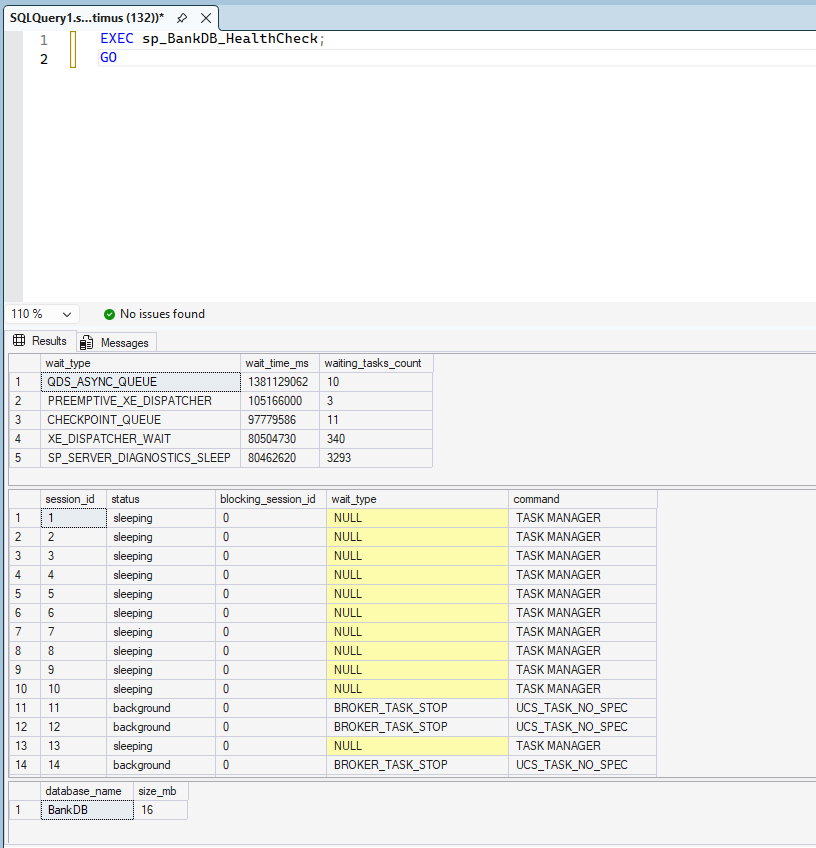 SQLQuery1.s...timus (132))*
1 EXEC sp_BankDB_HealthCheck;
2 GO
110 % No issues found
Results Messages
wait_type wait_time_ms waiting_tasks_count
1 QDS_ASYNC_QUEUE 1381129062 10
2 PREEMPTIVE_XE_DISPATCHER 105166000 3
3 CHECKPOINT_QUEUE 97779586 11
4 XE_DISPATCHER_WAIT 80504730 340
5 SP_SERVER_DIAGNOSTICS_SLEEP 80462620 3293
session_id status blocking_session_id wait_type command
1 1 sleeping 0 NULL TASK MANAGER
2 2 sleeping 0 NULL TASK MANAGER
3 3 sleeping 0 NULL TASK MANAGER
4 4 sleeping 0 NULL TASK MANAGER
5 5 sleeping 0 NULL TASK MANAGER
6 6 sleeping 0 NULL TASK MANAGER
7 7 sleeping 0 NULL TASK MANAGER
8 8 sleeping 0 NULL TASK MANAGER
9 9 sleeping 0 NULL TASK MANAGER
10 10 sleeping 0 NULL TASK MANAGER
11 11 background 0 BROKER_TASK_STOP UCS_TASK_NO_SPEC
12 12 background 0 BROKER_TASK_STOP UCS_TASK_NO_SPEC
13 13 sleeping 0 NULL TASK MANAGER
14 14 background 0 BROKER_TASK_STOP UCS_TASK_NO_SPEC
database_name size_mb
1 BankDB 16